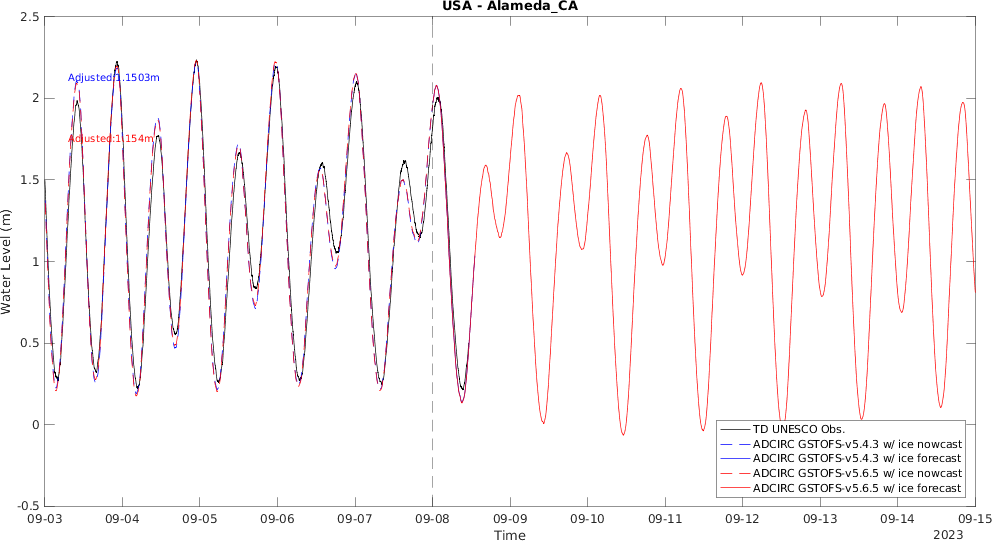 USA - Alameda_CA
2.5
2
1.5
1
0.5
0
-0.5
Water Level (m)
Adjusted:1.1503m
Adjusted:1.154m
TD UNESCO Obs.
ADCIRC GSTOFS-v5.4.3 w/ ice nowcast
ADCIRC GSTOFS-v5.4.3 w/ ice forecast
ADCIRC GSTOFS-v5.6.5 w/ ice nowcast
ADCIRC GSTOFS-v5.6.5 w/ ice forecast
09-03 09-04 09-05 09-06 09-07 09-08 09-09 09-10 09-11 09-12 09-13 09-14 09-15
Time
2023